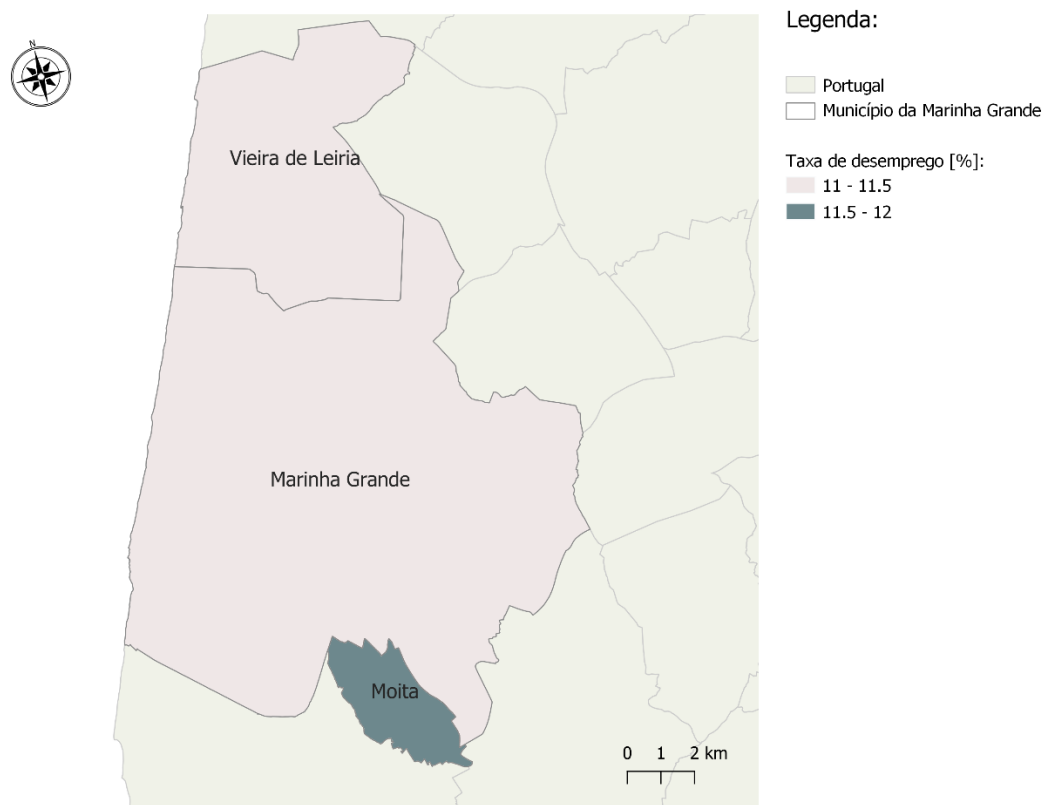 Legenda:
N
Portugal
Município da Marinha Grande
Vieira de Leiria
Taxa de desemprego [%]:
11 - 11.5
11.5 - 12
Marinha Grande
Moita
0 1 2 km